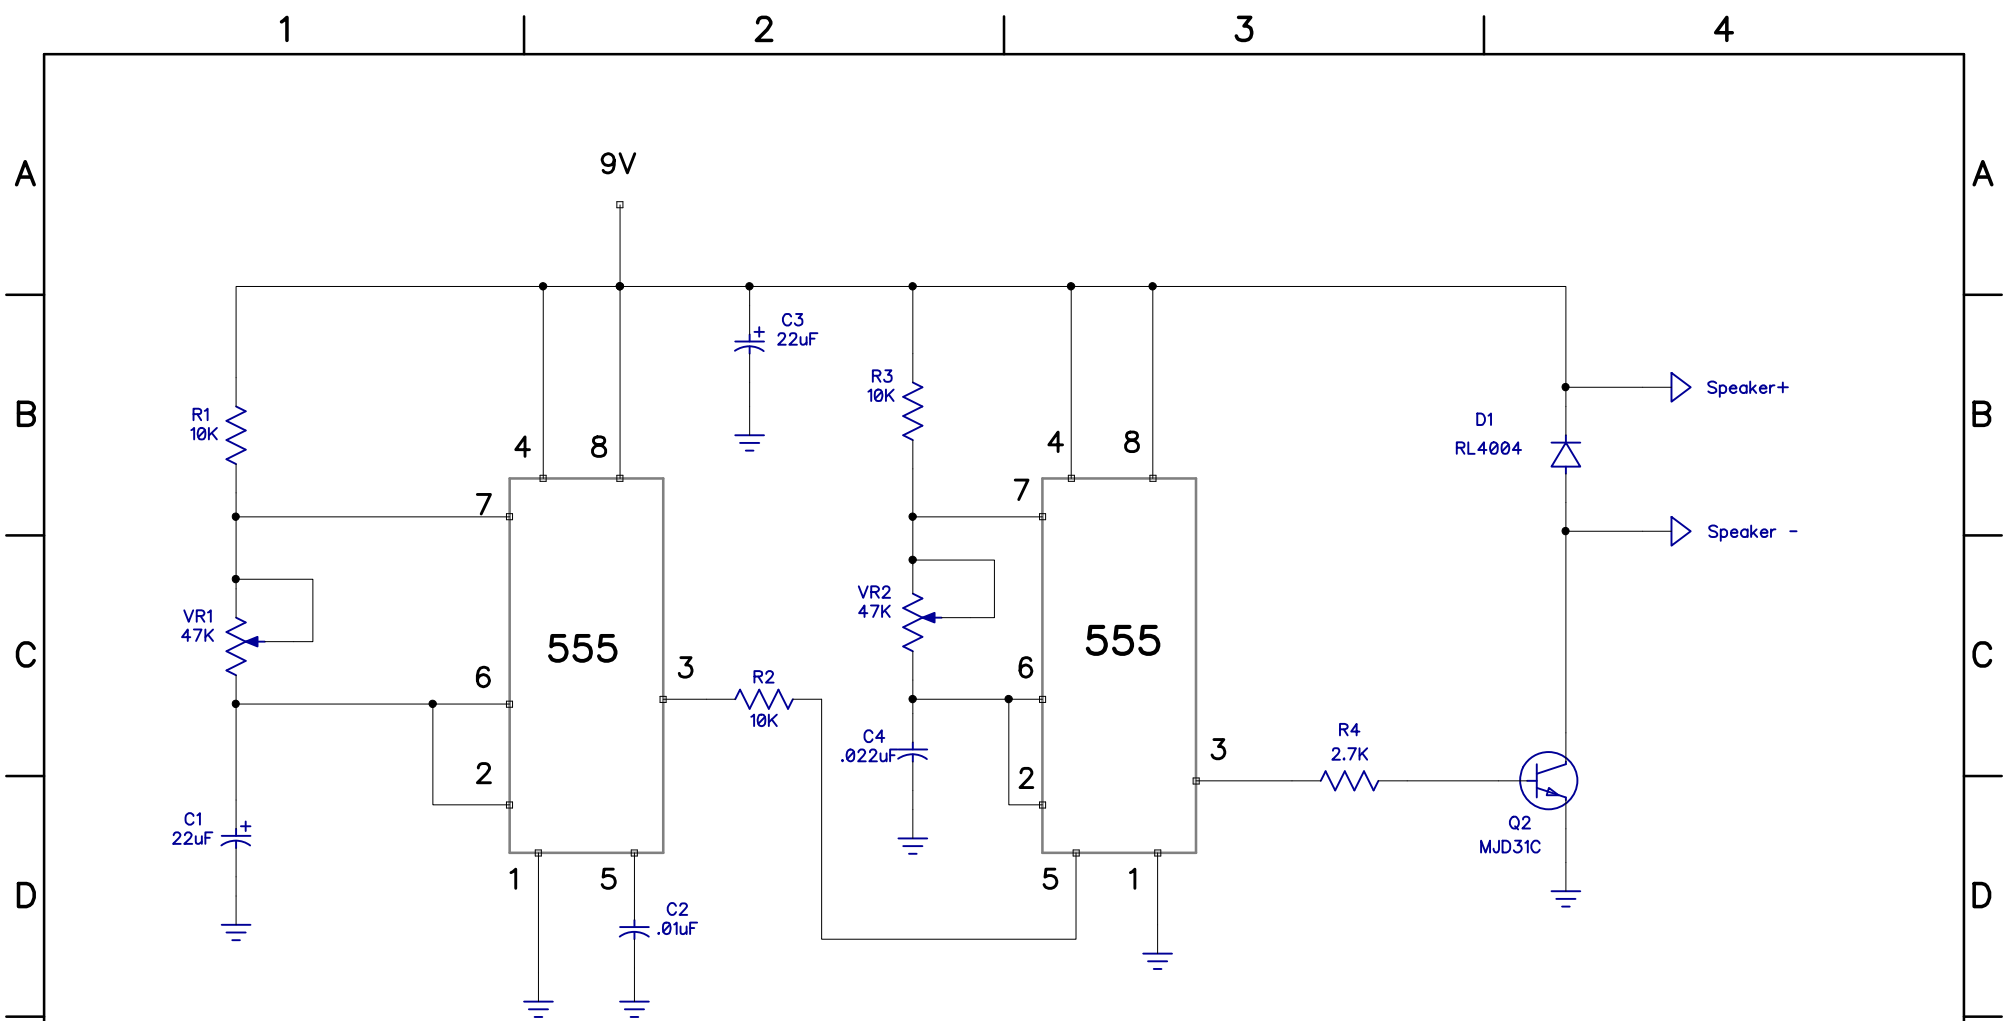 1 2 3 4
A A
9V
C3
22uF
R3
10K
R1
10K
B B
D1
RL4004
Speaker+
4 8
4 8
7
7
Speaker -
VR1
47K
VR2
47K
555
555
C C
6
3
R2
10K
6
C4
.022uF
2
2
3
R4
2.7K
Q2
MJD31C
C1
22uF
1 5
5 1
D D
C2
.01uF